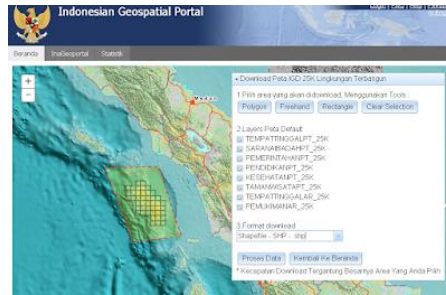 Indonesian Geospatial Portal
Beranda InaGeoportal Statistik
Medan
Download Peta IGD 25K Lingkungan Terbangun
1.Pilih area yang akan didownload, Menggunakan Tools :
Polygon Freehand Rectangle Clear Selection
2.Layers Peta Default
TEMPATTINGGALPT_25K
SARANAIBADAHPT_25K
PEMERINTAHANPT_25K
PENDIDIKANPT_25K
KESEHATANPT_25K
TAMANWISATAPT_25K
TEMPATTINGGALAR_25K
PEMUKIMANAR_25K
3.Format download
Shapefile - SHP - .shp
Proses Data Kembali Ke Beranda
* Kecepatan Download Tergantung Besarnya Area Yang Anda Pilih